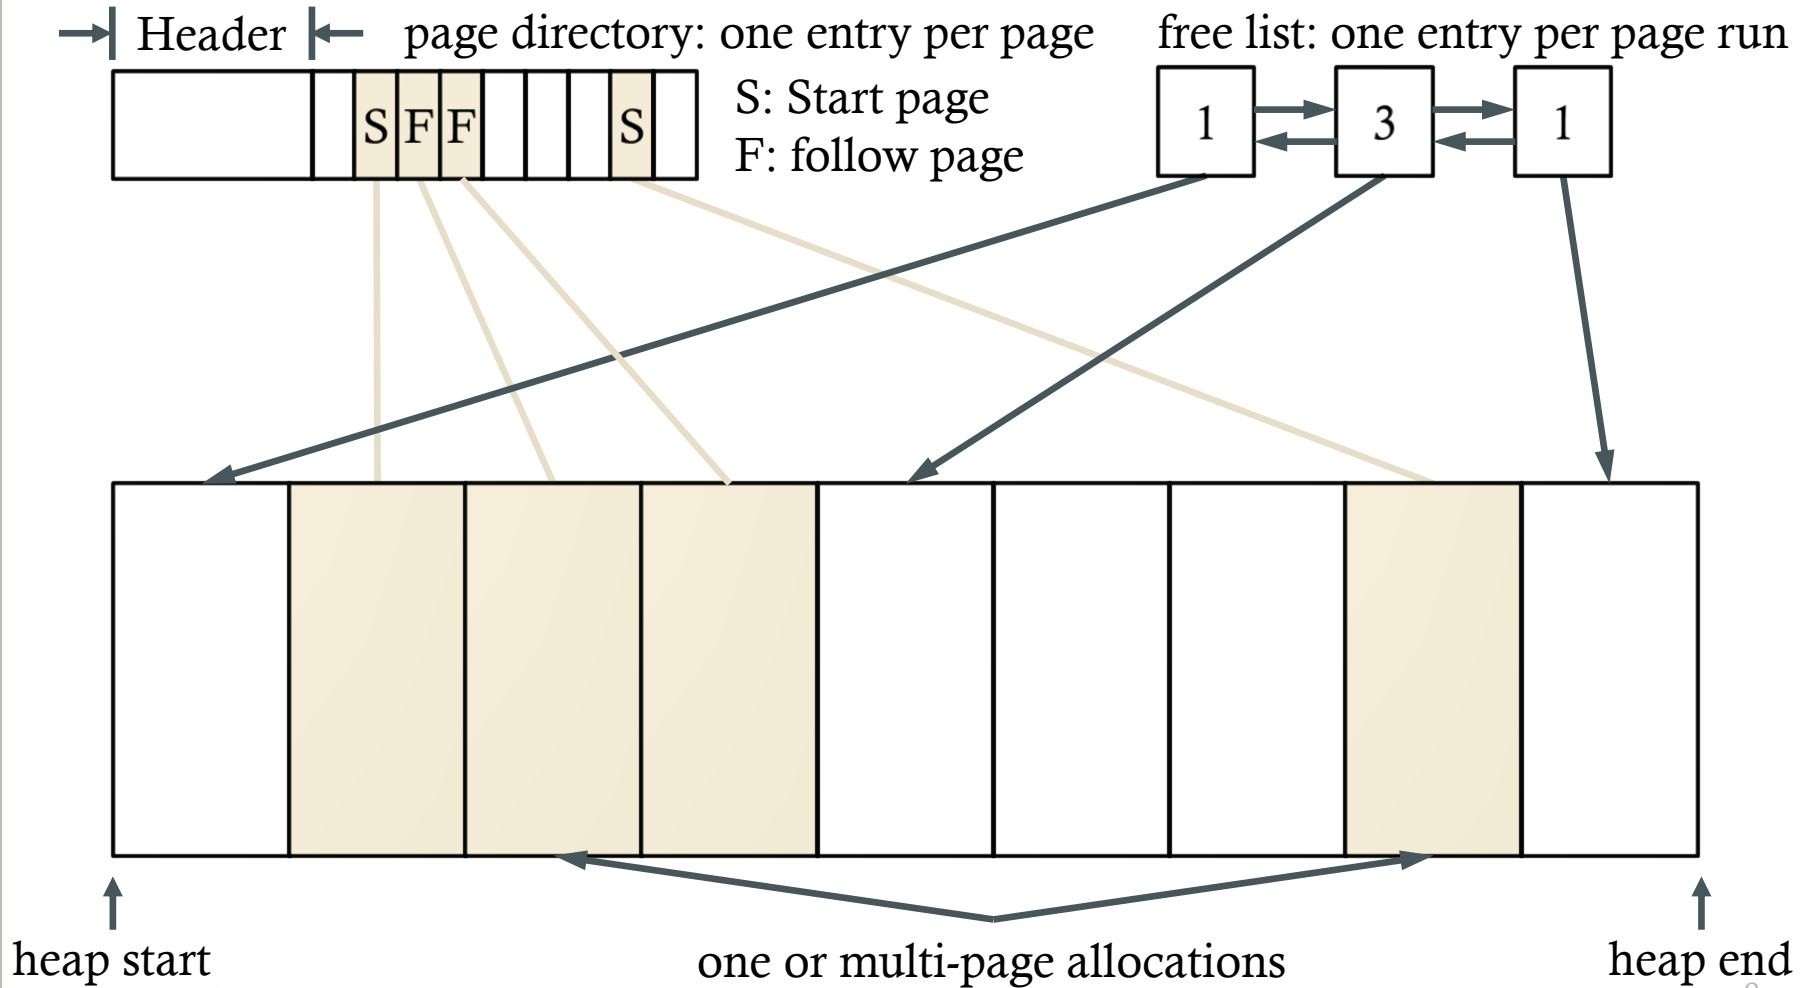 Header
page directory: one entry per page
free list: one entry per page run
S F F S
S: Start page
F: follow page
1 3 1
heap start
one or multi-page allocations
heap end